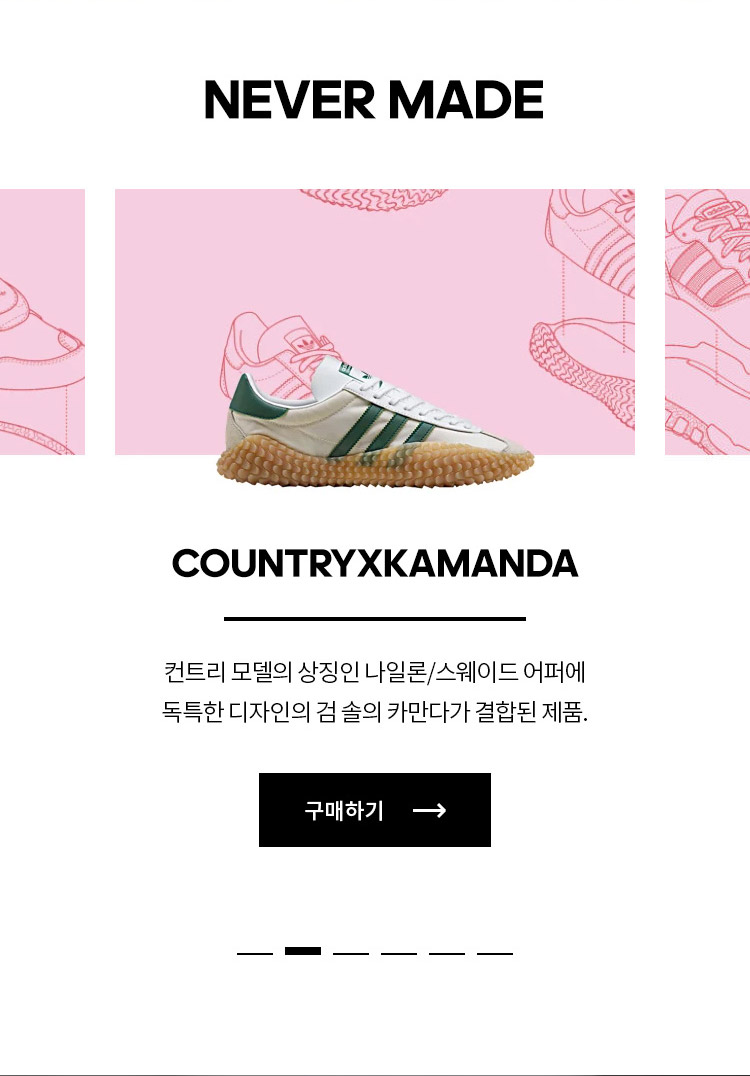 NEVER MADE
COUNTRYXKAMANDA
컨트리 모델의 상징인 나일론/스웨이드 어퍼에
독특한 디자인의 검 솔의 카만다가 결합된 제품.
구매하기